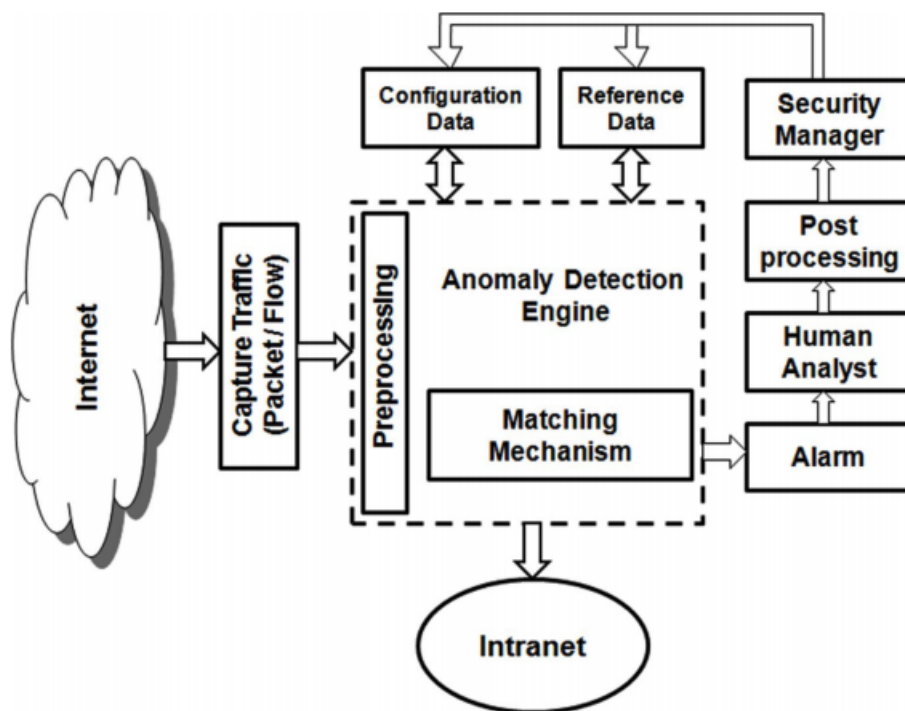 Configuration
Data
Reference
Data
Security
Manager
Internet
Capture Traffic
(Packet / Flow)
Preprocessing
Anomaly Detection
Engine
Matching
Mechanism
Post
processing
Human
Analyst
Alarm
Intranet